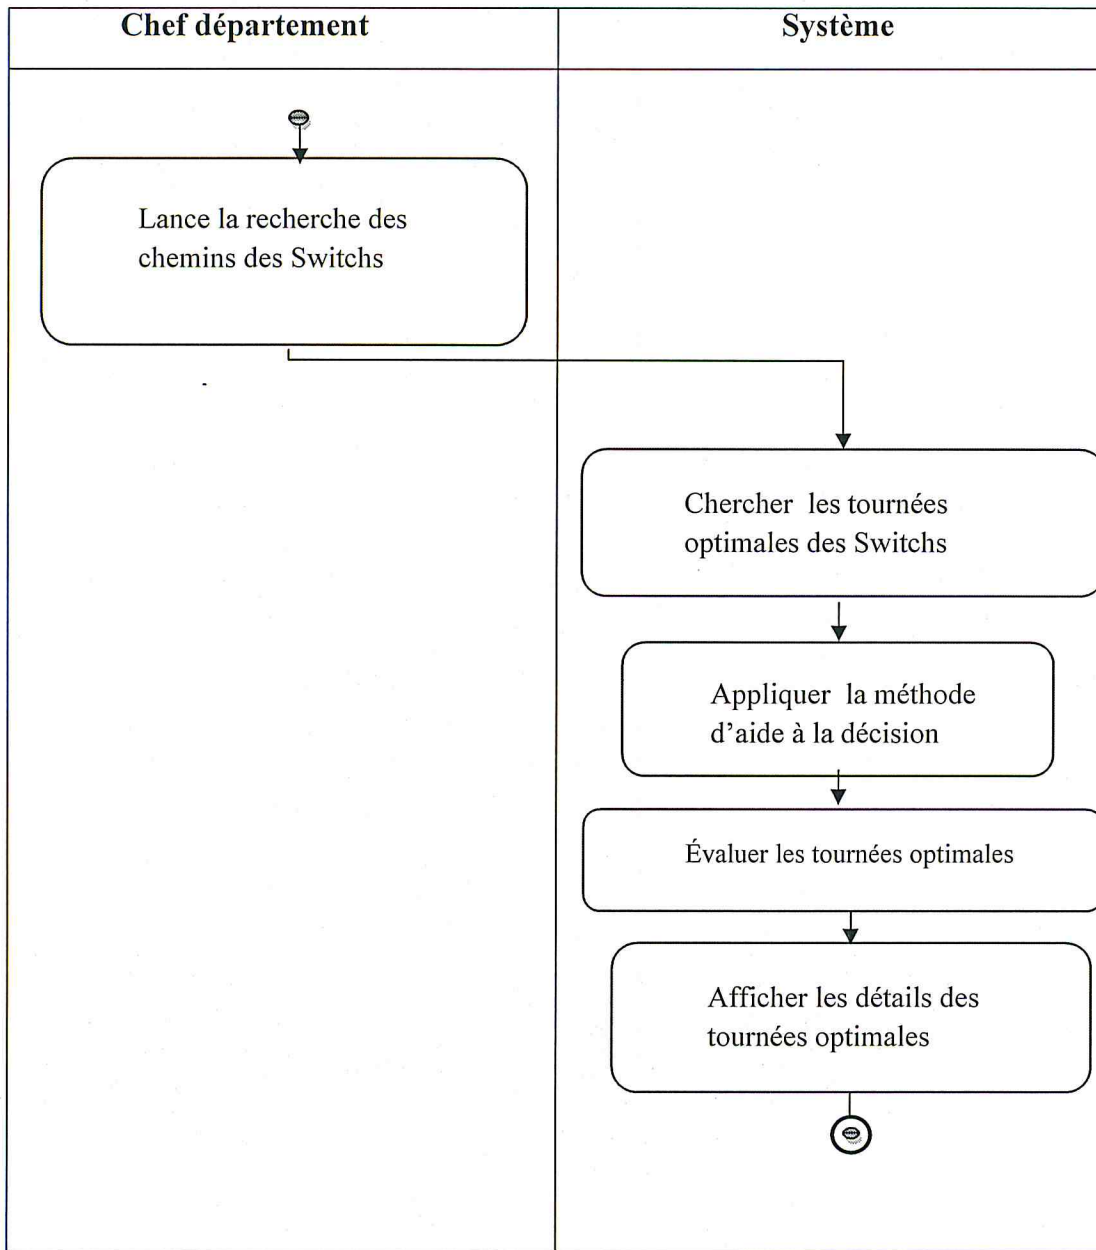 Chef département
Système
Lance la recherche des
chemins des Switchs
Chercher les tournées
optimales des Switchs
Appliquer la méthode
d'aide à la décision
Évaluer les tournées optimales
Afficher les détails des
tournées optimales